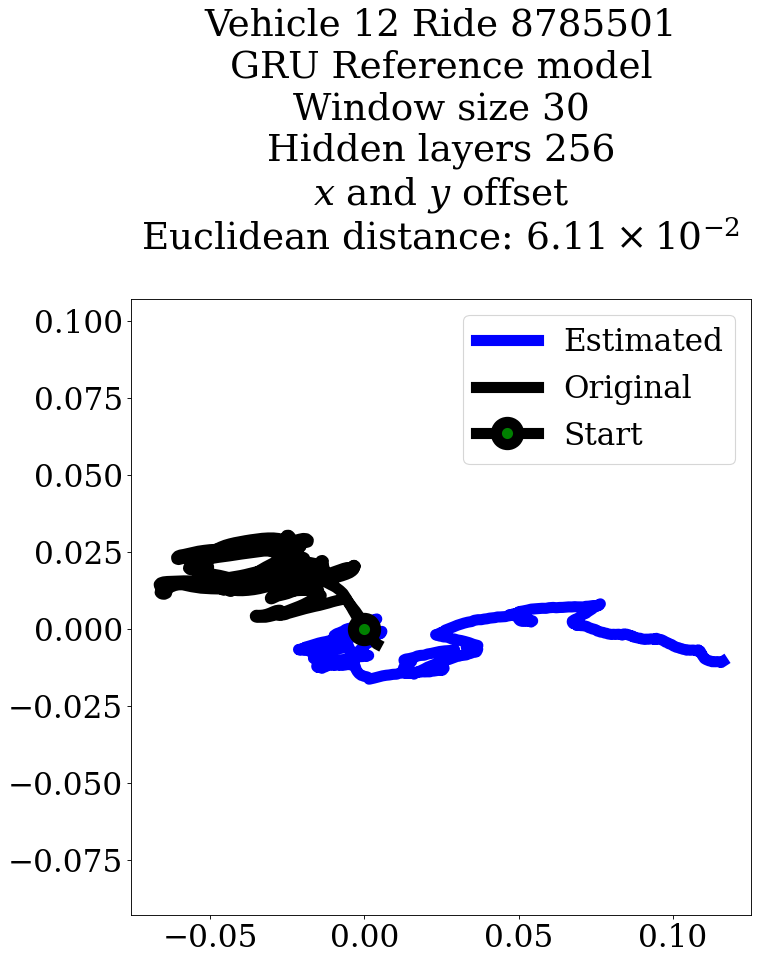 Vehicle 12 Ride 8785501
GRU Reference model
Window size 30
Hidden layers 256
x and y offset
Euclidean distance: 6.11 × 10⁻²
Estimated
Original
Start
0.100
0.075
0.050
0.025
0.000
−0.025
−0.050
−0.075
−0.05 0.00 0.05 0.10